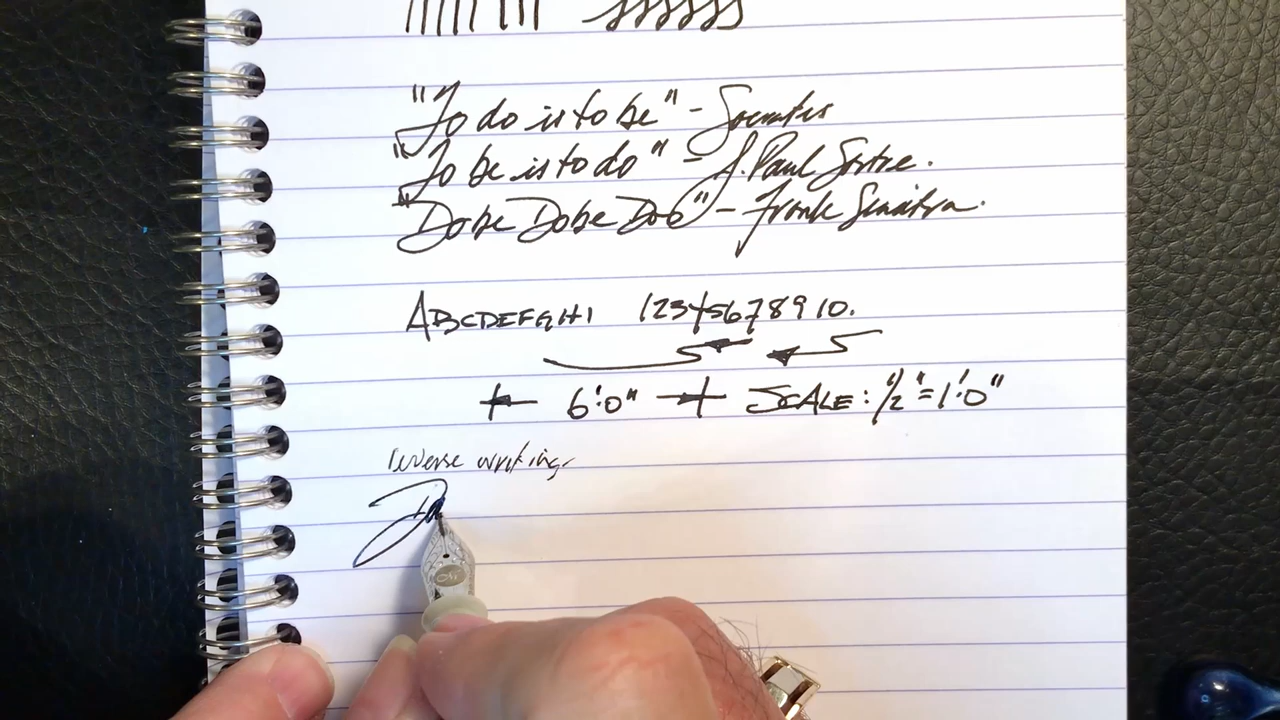 "To do is to be" - Socrates
"To be is to do" - J. Paul Sartre.
"Do be Do be Do" - Frank Sinatra.
ABCDEFGHI 12345678910.
6'.0" SCALE: 1/2"=1'.0"
reverse writing.